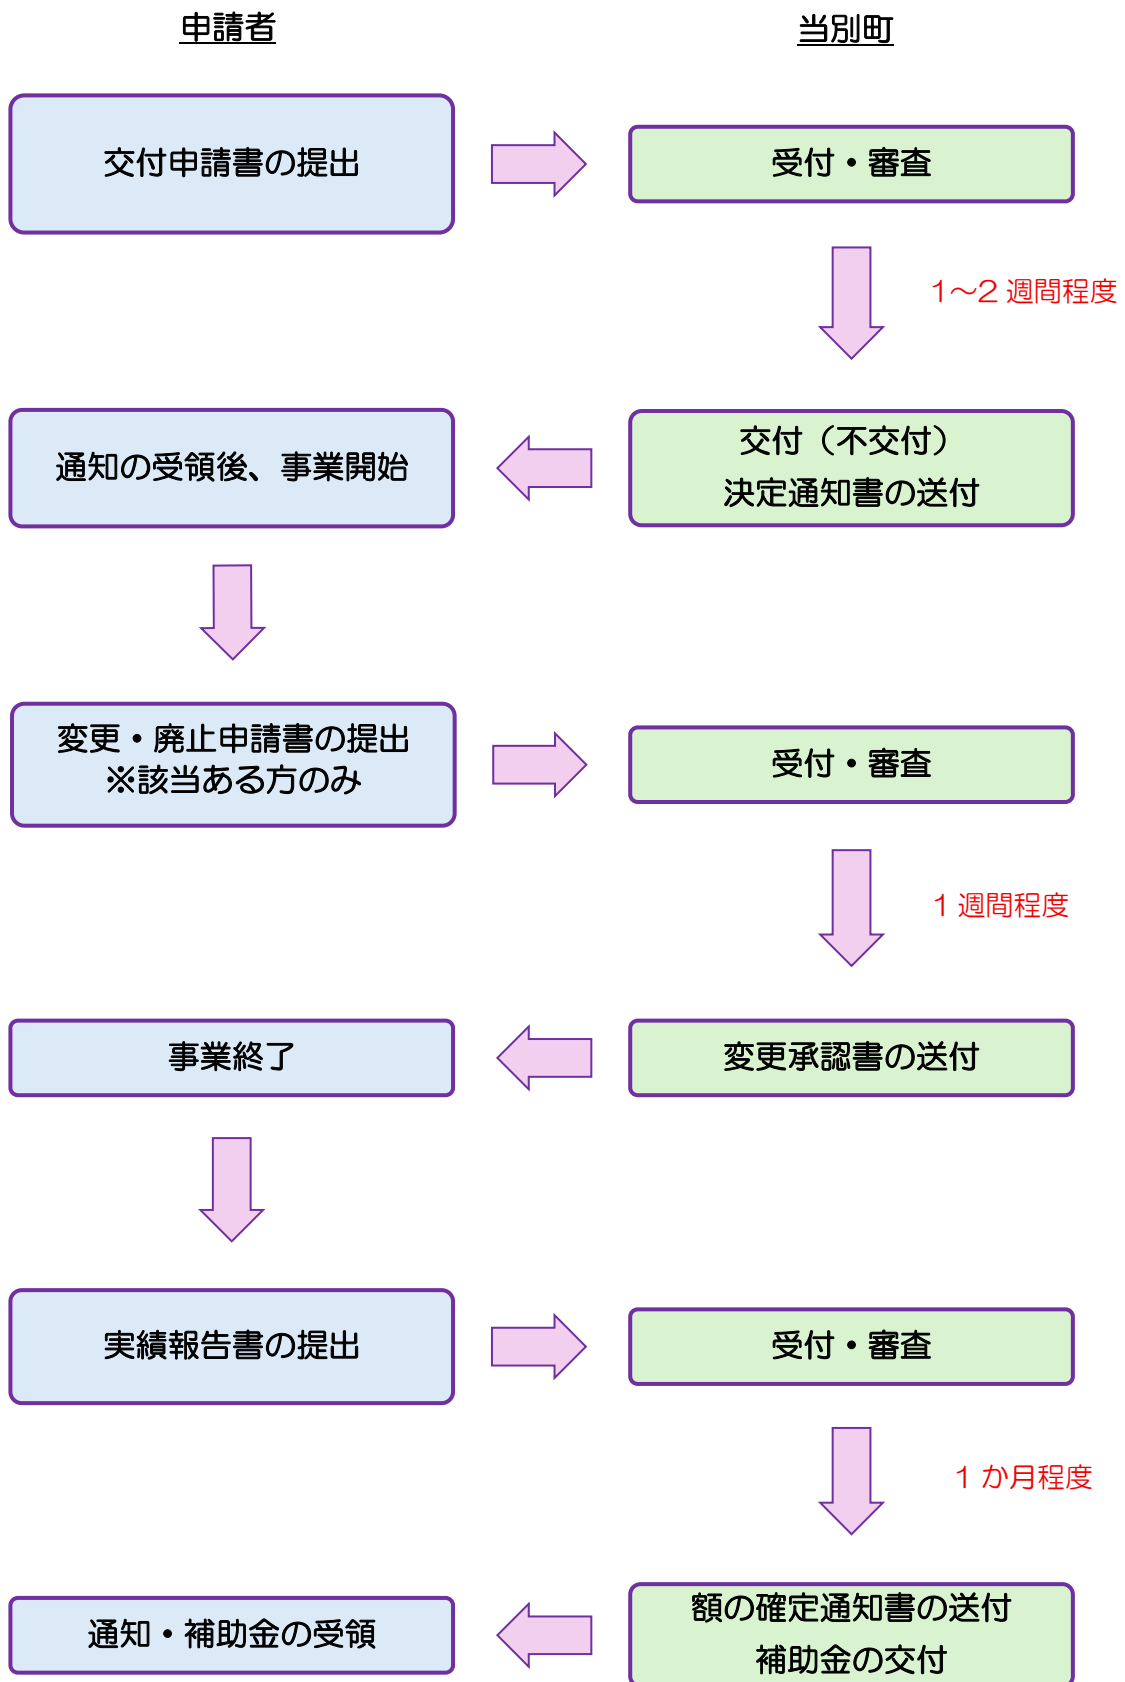 申請者
当別町
交付申請書の提出
受付・審査
1～2 週間程度
交付（不交付）
決定通知書の送付
通知の受領後、事業開始
変更・廃止申請書の提出
※該当ある方のみ
受付・審査
1 週間程度
変更承認書の送付
事業終了
実績報告書の提出
受付・審査
1 か月程度
額の確定通知書の送付
補助金の交付
通知・補助金の受領